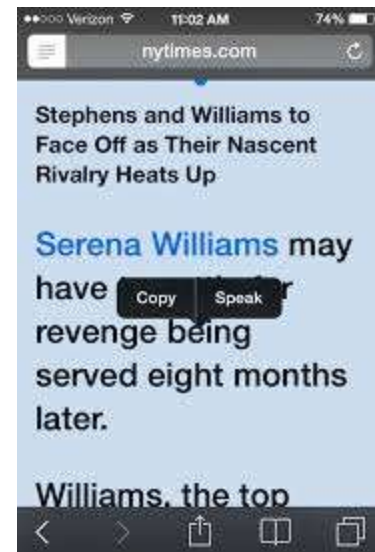 Verizon 11:02 AM 74%
nytimes.com
Stephens and Williams to
Face Off as Their Nascent
Rivalry Heats Up
Serena Williams may
have
Copy Speak
revenge being
served eight months
later.
Williams, the top